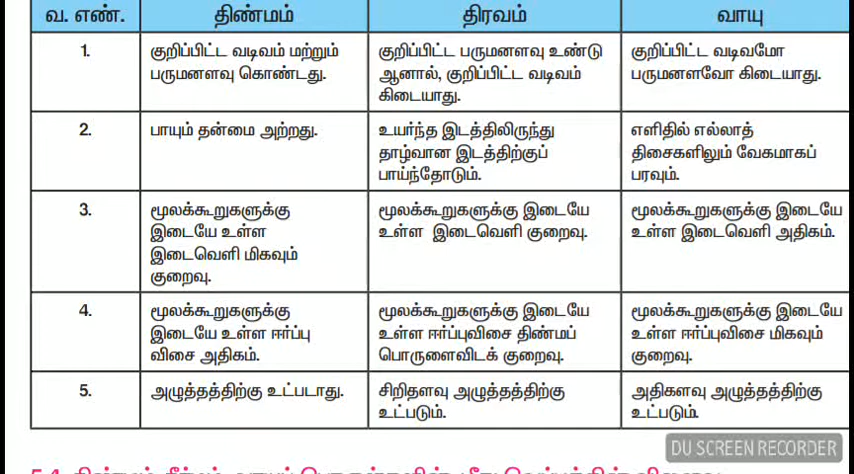 வ. எண். திண்மம் திரவம் வாயு
1. குறிப்பிட்ட வடிவம் மற்றும் பருமனளவு கொண்டது.
குறிப்பிட்ட பருமனளவு உண்டு ஆனால், குறிப்பிட்ட வடிவம் கிடையாது.
குறிப்பிட்ட வடிவமோ பருமனளவோ கிடையாது.
2. பாயும் தன்மை அற்றது.
உயர்ந்த இடத்திலிருந்து தாழ்வான இடத்திற்குப் பாய்ந்தோடும்.
எளிதில் எல்லாத் திசைகளிலும் வேகமாகப் பரவும்.
3. மூலக்கூறுகளுக்கு இடையே உள்ள இடைவெளி மிகவும் குறைவு.
மூலக்கூறுகளுக்கு இடையே உள்ள இடைவெளி குறைவு.
மூலக்கூறுகளுக்கு இடையே உள்ள இடைவெளி அதிகம்.
4. மூலக்கூறுகளுக்கு இடையே உள்ள ஈர்ப்பு விசை அதிகம்.
மூலக்கூறுகளுக்கு இடையே உள்ள ஈர்ப்புவிசை திண்மப் பொருளைவிடக் குறைவு.
மூலக்கூறுகளுக்கு இடையே உள்ள ஈர்ப்புவிசை மிகவும் குறைவு.
5. அழுத்தத்திற்கு உட்படாது.
சிறிதளவு அழுத்தத்திற்கு உட்படும்.
அதிகளவு அழுத்தத்திற்கு உட்படும்.
DU SCREEN RECORDER